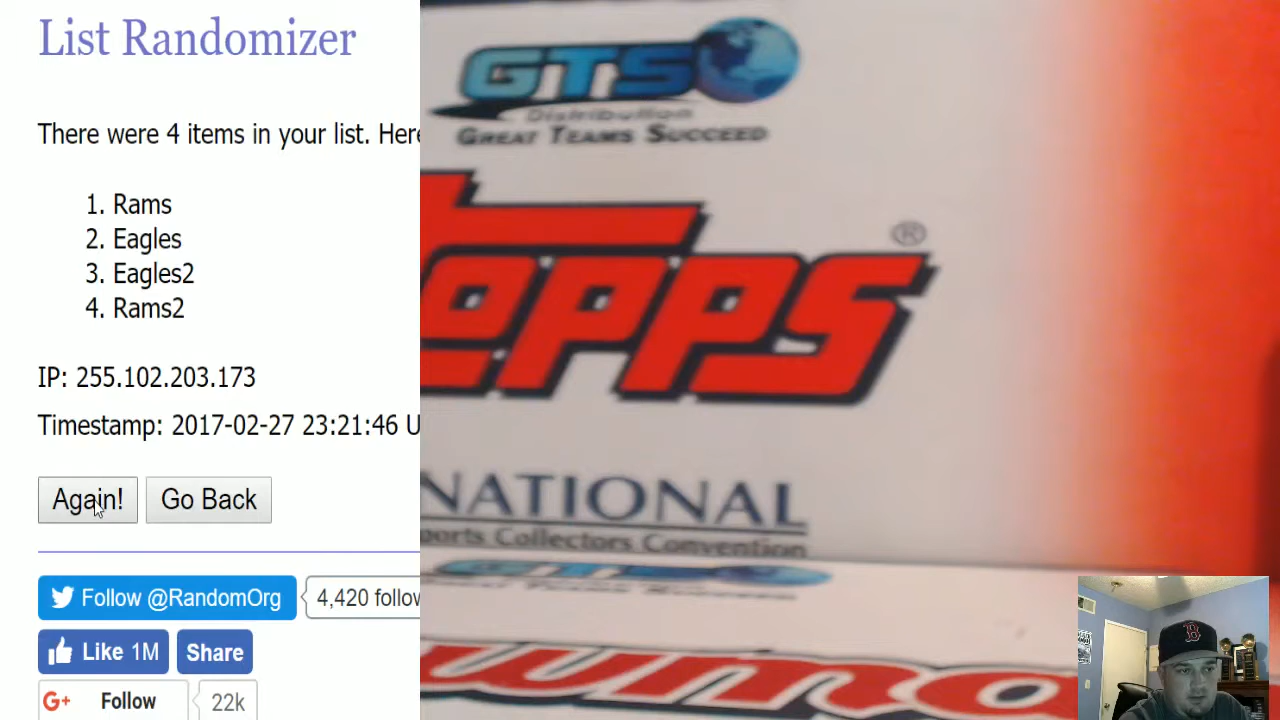 List Randomizer
There were 4 items in your list. Here
1. Rams
2. Eagles
3. Eagles2
4. Rams2
IP: 255.102.203.173
Timestamp: 2017-02-27 23:21:46 U
Again! Go Back
Follow @RandomOrg 4,420 follow
Like 1M Share
G+ Follow 22k
GTS
Distribution
GREAT TEAMS SUCCEED
opps ®
NATIONAL
ports Collectors Convention
B